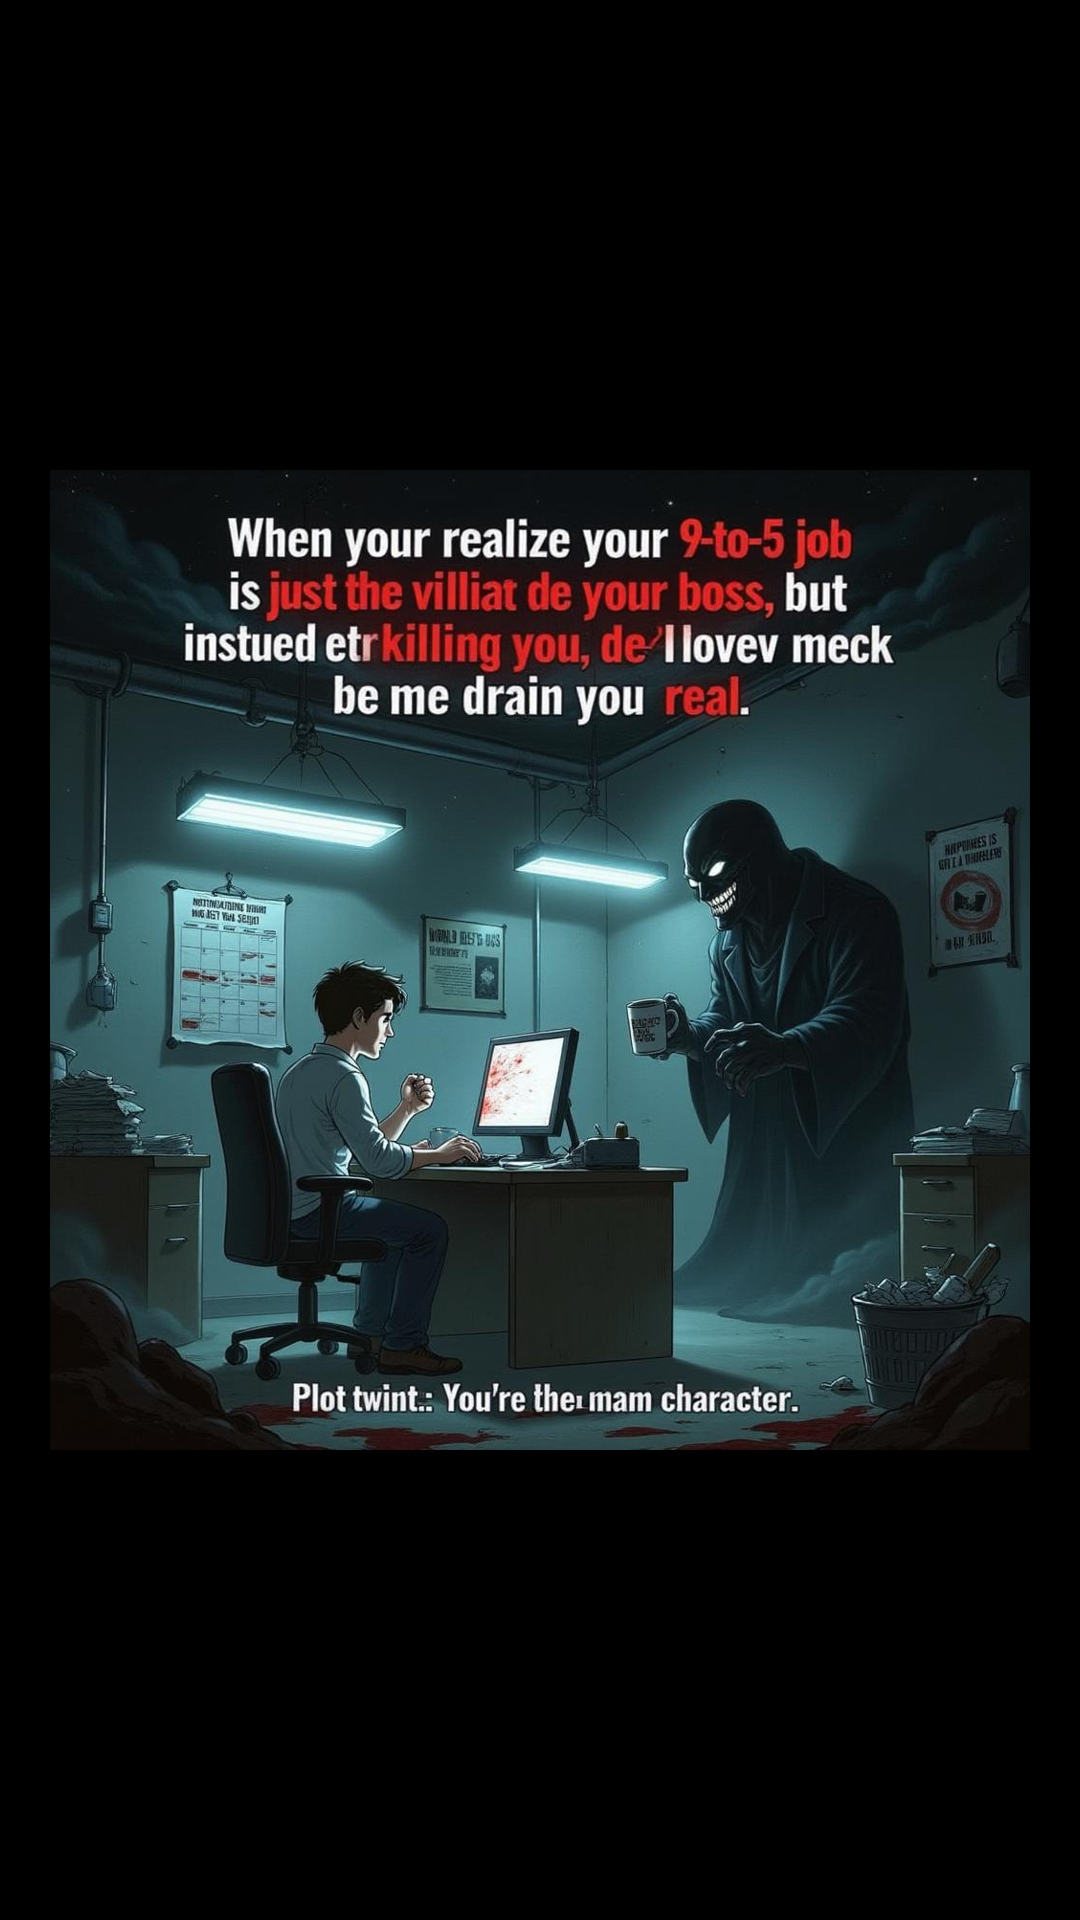 When your realize your 9-to-5 job
is just the villiat de your boss, but
instued etr killing you, de I lovev meck
be me drain you real.
Plot twint.: You're the mam character.